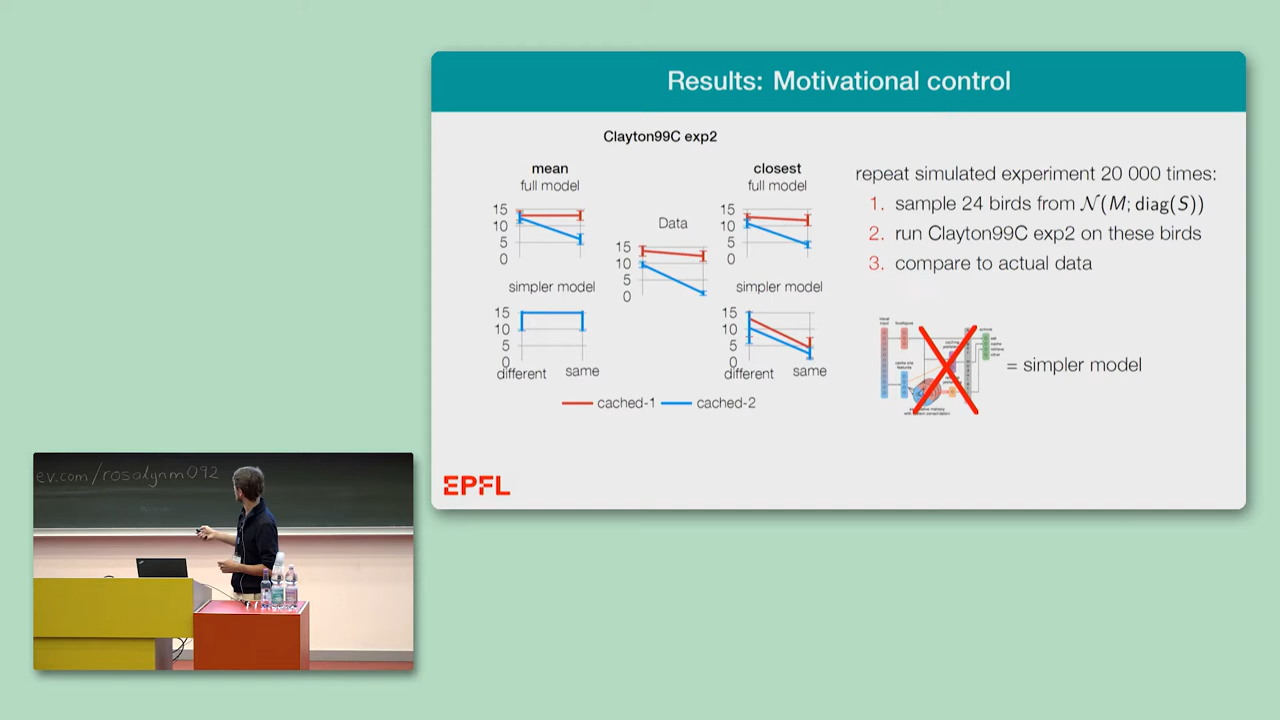 Results: Motivational control
Clayton99C exp2
mean
full model
15
10
5
0
simpler model
15
10
5
0
different
same
Data
15
10
5
0
closest
full model
15
10
5
0
simpler model
15
10
5
0
different
same
cached-1
cached-2
repeat simulated experiment 20 000 times:
1. sample 24 birds from 𝒩(M; diag(S))
2. run Clayton99C exp2 on these birds
3. compare to actual data
= simpler model
EPFL
ev.com/rosalynm092